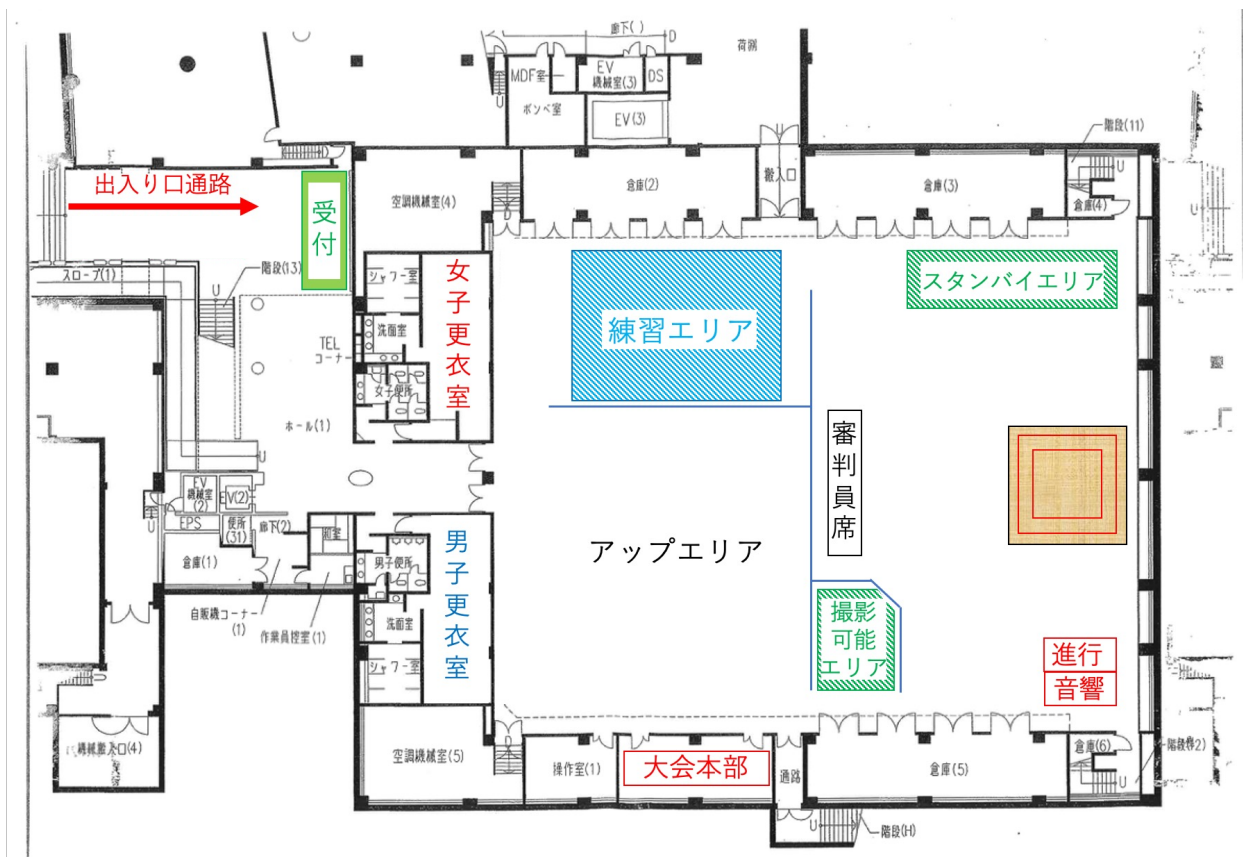 廊下( )
D
荷捌
MDF室
EV
機械室(3)
DS
U
ボンベ室
EV(3)
階段(11)
出入り口通路
受付
空調機械室(4)
倉庫(2)
搬入口
倉庫(3)
U
倉庫(4)
D
U
U
スロープ(1)
階段(13)
U
シャワー室
女子更衣室
練習エリア
スタンバイエリア
洗面室
TEL
コーナー
女子便所
ホール(1)
U
審判員席
EV
機械室
(2)
EV(2)
EPS
便所
(31)
廊下(2)
U
倉庫(1)
男子更衣室
男子便所
アップエリア
自販機コーナー
(1)
作業員控室(1)
洗面室
撮影
可能
エリア
シャワー室
進行
音響
U
機械搬入口(4)
空調機械室(5)
D
操作室(1)
大会本部
通路
倉庫(5)
倉庫(6)
U
U
階段(H)